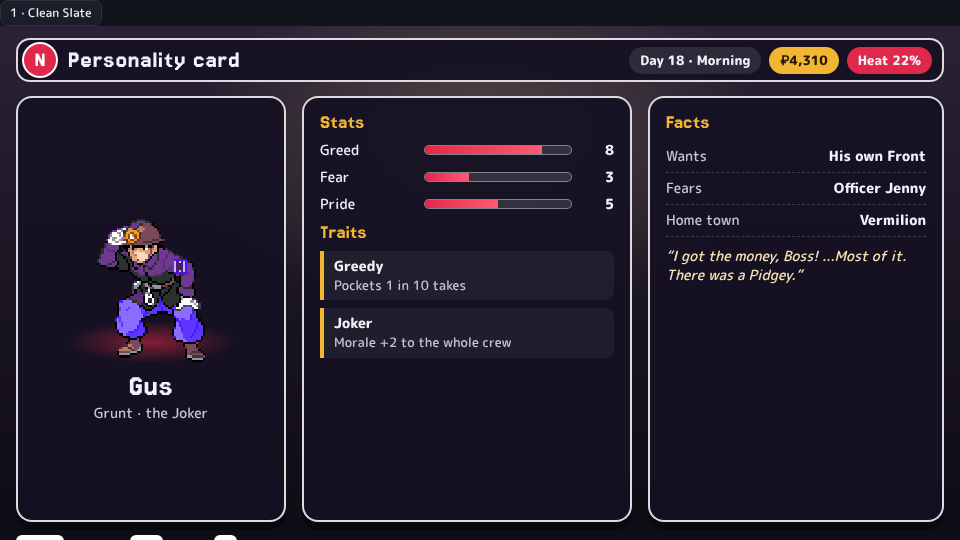 1 · Clean Slate
N
Personality card
Day 18 · Morning
₽4,310
Heat 22%
Gus
Grunt · the Joker
Stats
Greed 8
Fear 3
Pride 5
Traits
Greedy
Pockets 1 in 10 takes
Joker
Morale +2 to the whole crew
Facts
Wants His own Front
Fears Officer Jenny
Home town Vermilion
“I got the money, Boss! ...Most of it.
There was a Pidgey.”